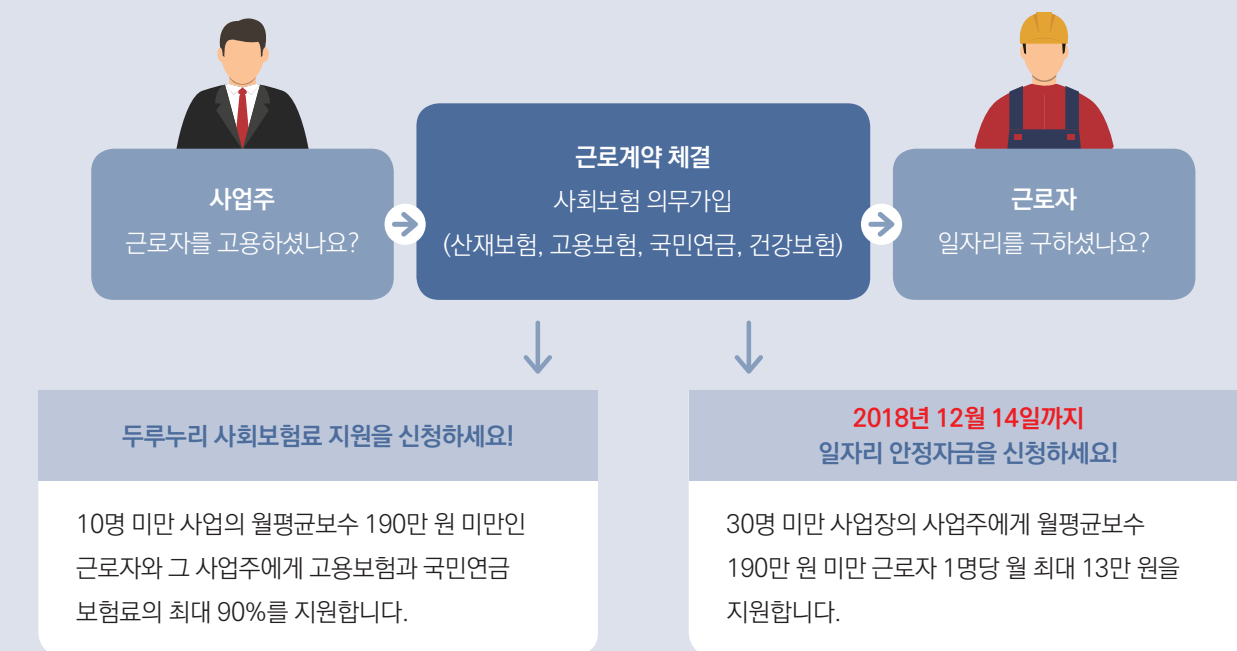 사업주
근로자를 고용하셨나요?
근로계약 체결
사회보험 의무가입
(산재보험, 고용보험, 국민연금, 건강보험)
근로자
일자리를 구하셨나요?
두루누리 사회보험료 지원을 신청하세요!
10명 미만 사업의 월평균보수 190만 원 미만인
근로자와 그 사업주에게 고용보험과 국민연금
보험료의 최대 90%를 지원합니다.
2018년 12월 14일까지
일자리 안정자금을 신청하세요!
30명 미만 사업장의 사업주에게 월평균보수
190만 원 미만 근로자 1명당 월 최대 13만 원을
지원합니다.